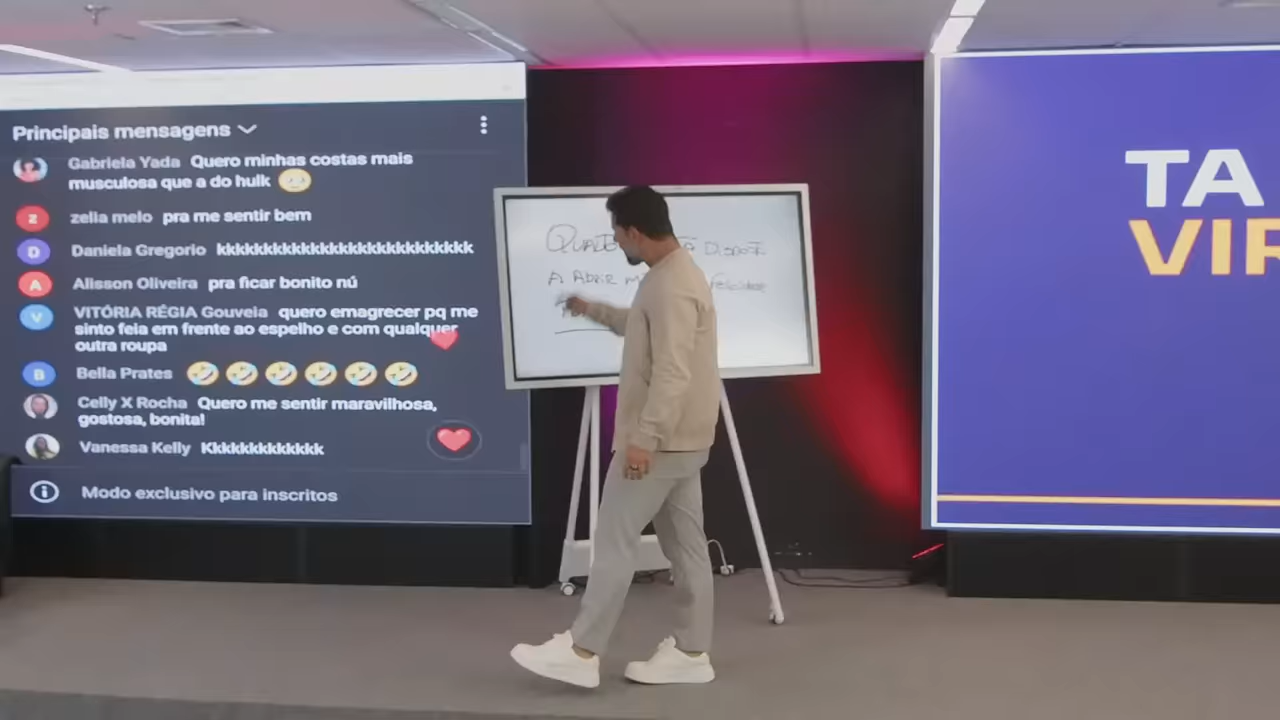 Principais mensagens
Gabriela Yada Quero minhas costas mais
musculosa que a do hulk
zelia melo pra me sentir bem
Daniela Gregorio kkkkkkkkkkkkkkkkkkkkkkkkkk
Alisson Oliveira pra ficar bonito nú
VITÓRIA RÉGIA Gouveia quero emagrecer pq me
sinto feia em frente ao espelho e com qualquer
outra roupa
Bella Prates
Celly X Rocha Quero me sentir maravilhosa,
gostosa, bonita!
Vanessa Kelly Kkkkkkkkkkkkk
Modo exclusivo para inscritos
A ABRIR
TA
VIR